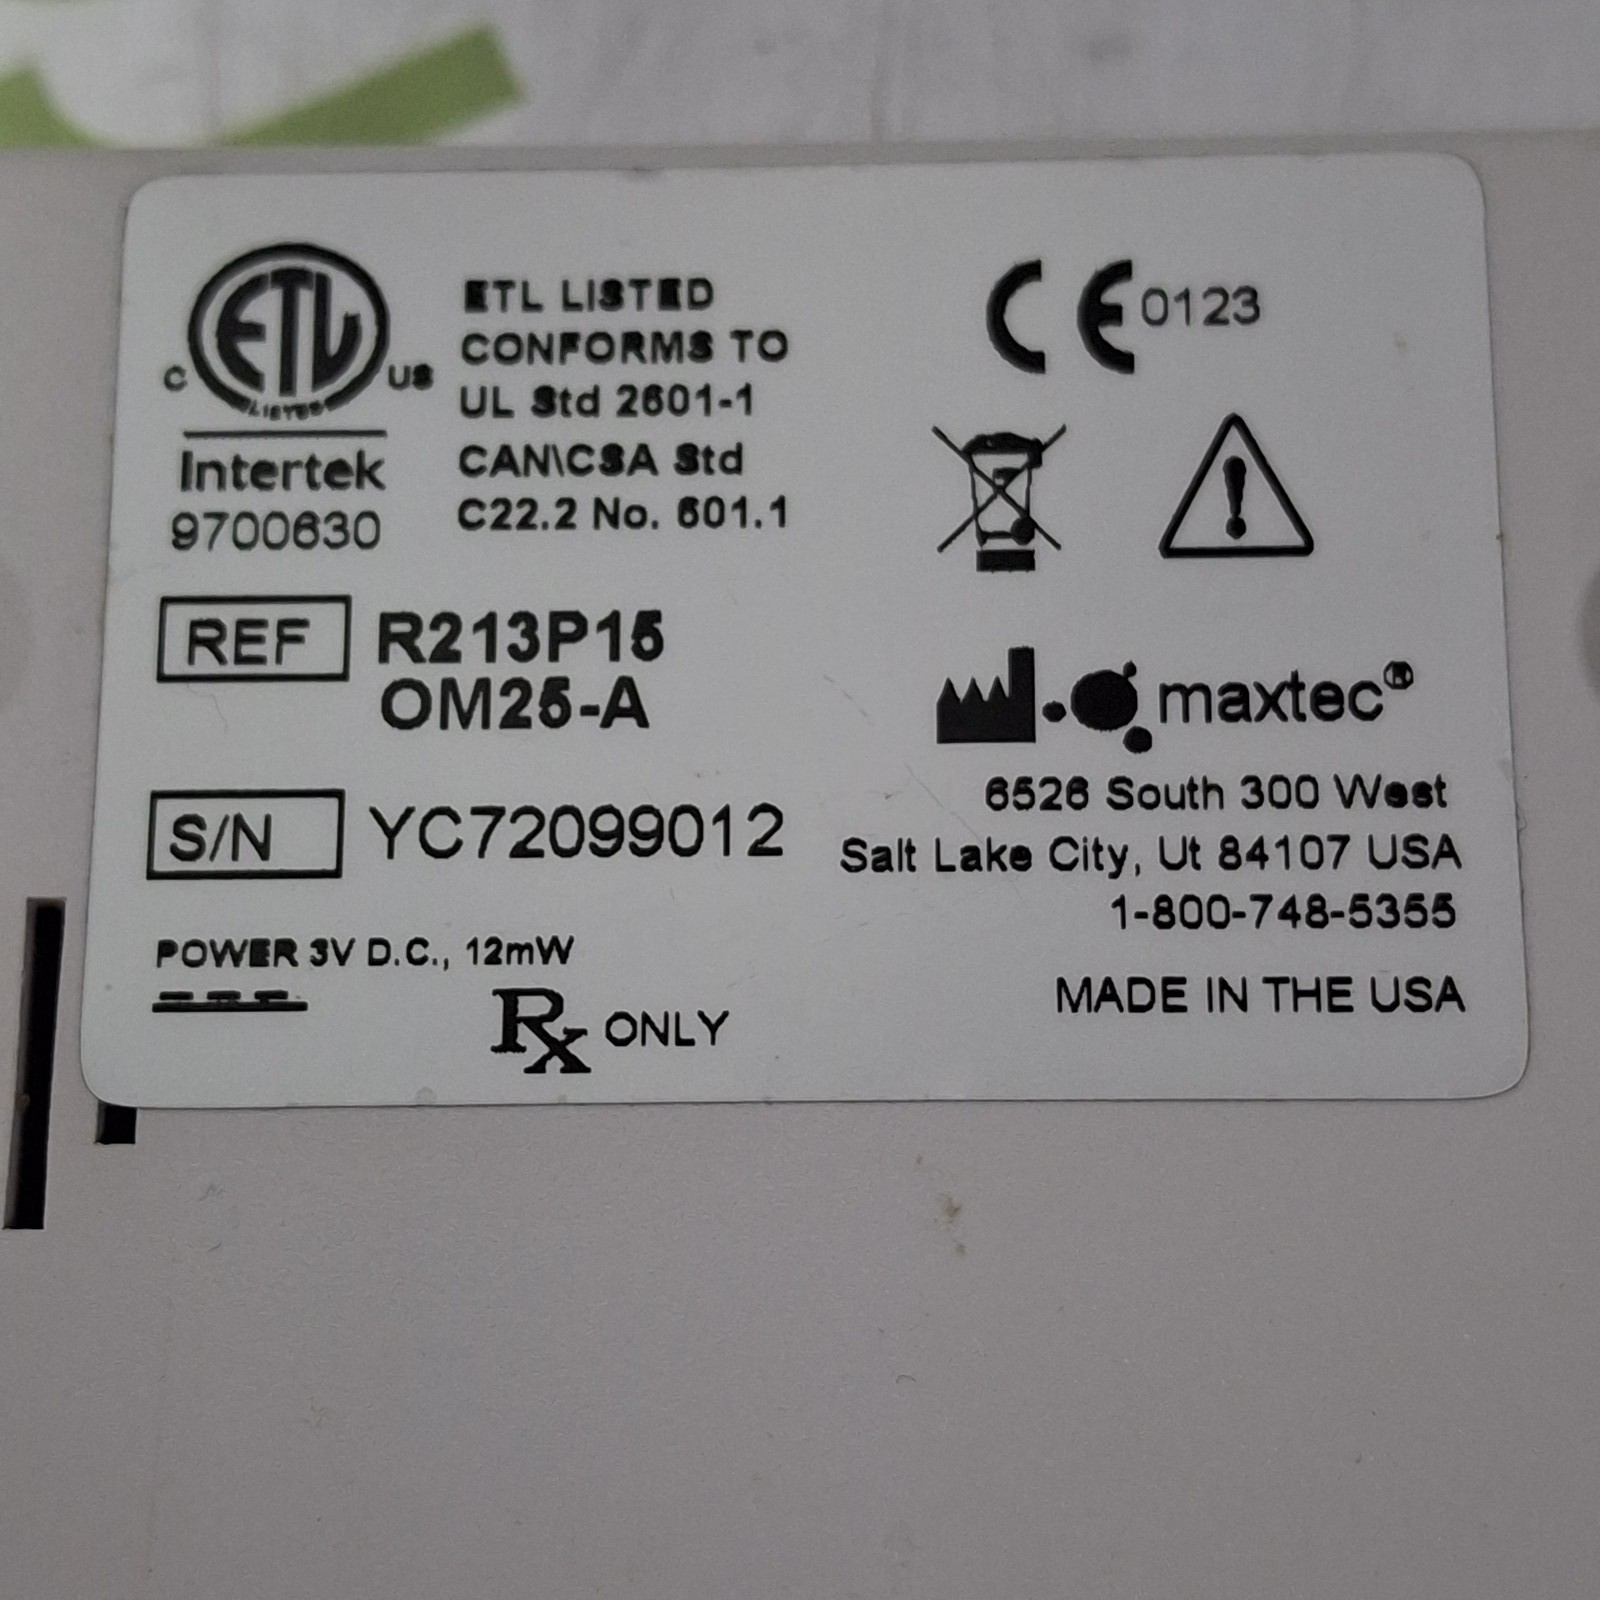 ETL
C US
LISTED
Intertek
9700630
ETL LISTED
CONFORMS TO
UL Std 2601-1
CAN\CSA Std
C22.2 No. 601.1
CE 0123
REF R213P15
OM25-A
S/N YC72099012
POWER 3V D.C., 12mW
Rx ONLY
maxtec®
6526 South 300 West
Salt Lake City, Ut 84107 USA
1-800-748-5355
MADE IN THE USA